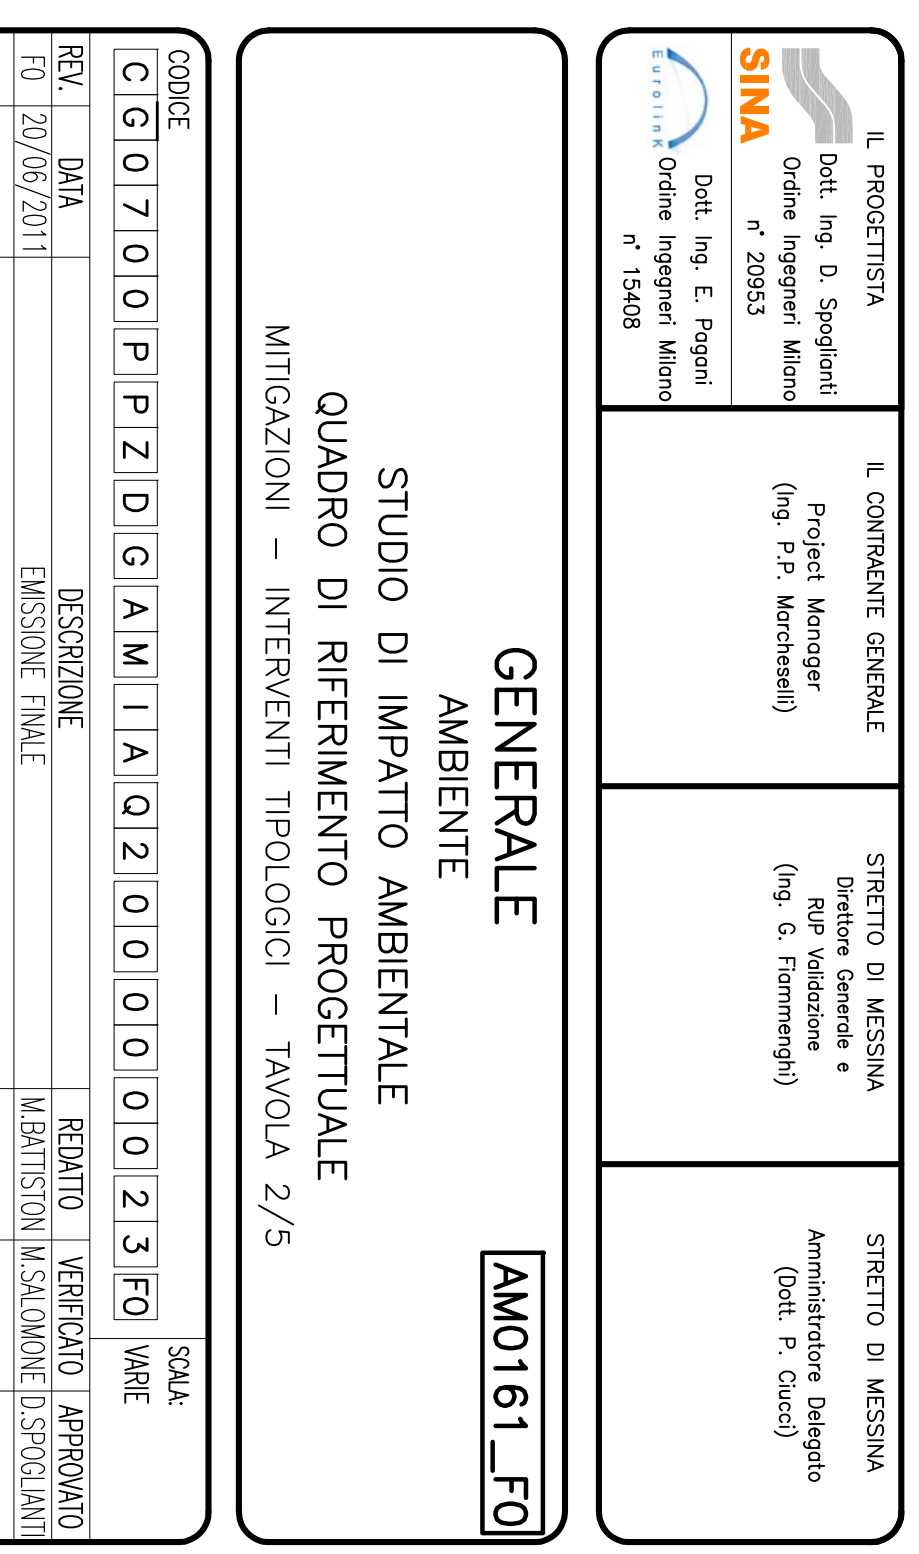 IL PROGETTISTA
SINA
Dott. Ing. D. Spoglianti
Ordine Ingegneri Milano
n° 20953
EurolinK
Dott. Ing. E. Pagani
Ordine Ingegneri Milano
n° 15408
IL CONTRAENTE GENERALE
Project Manager
(Ing. P.P. Marcheselli)
STRETTO DI MESSINA
Direttore Generale e
RUP Validazione
(Ing. G. Fiammenghi)
STRETTO DI MESSINA
Amministratore Delegato
(Dott. P. Ciucci)
GENERALE
AM0161_F0
AMBIENTE
STUDIO DI IMPATTO AMBIENTALE
QUADRO DI RIFERIMENTO PROGETTUALE
MITIGAZIONI – INTERVENTI TIPOLOGICI – TAVOLA 2/5
CODICE
C G 0 7 0 0 P P Z D G A M I A Q 2 0 0 0 0 0 0 2 3 F0
SCALA:
VARIE
REV. DATA DESCRIZIONE REDATTO VERIFICATO APPROVATO
F0 20/06/2011 EMISSIONE FINALE M.BATTISTON M.SALOMONE D.SPOGLIANTI